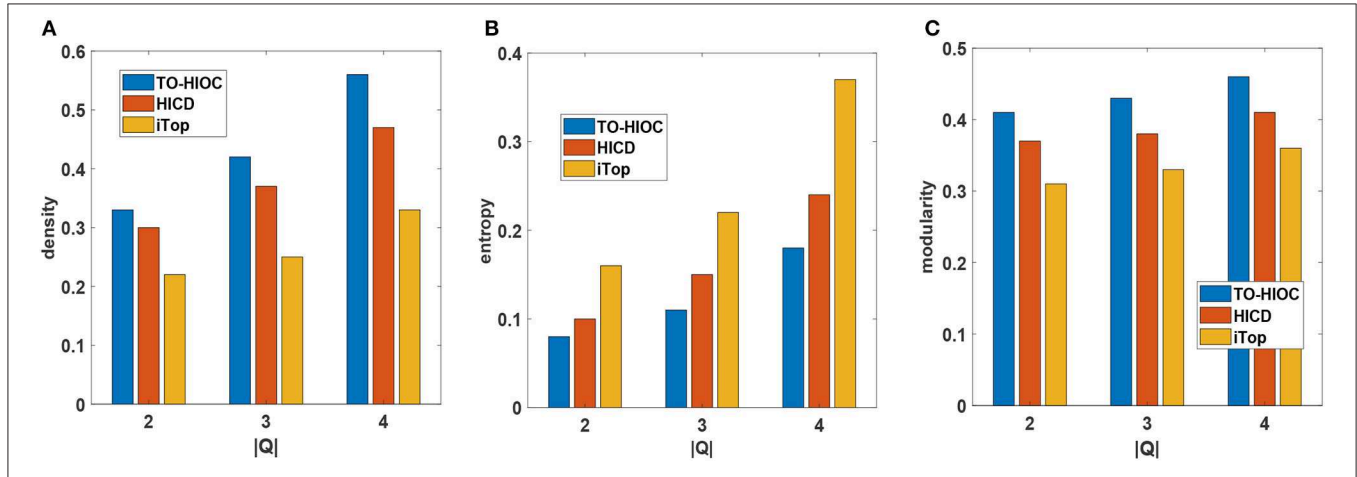 A
0.6
0.5
0.4
0.3
0.2
0.1
0
density
TO-HIOC
HICD
iTop
2 3 4
|Q|
B
0.4
0.3
0.2
0.1
0
entropy
TO-HIOC
HICD
iTop
2 3 4
|Q|
C
0.5
0.4
0.3
0.2
0.1
0
modularity
TO-HIOC
HICD
iTop
2 3 4
|Q|